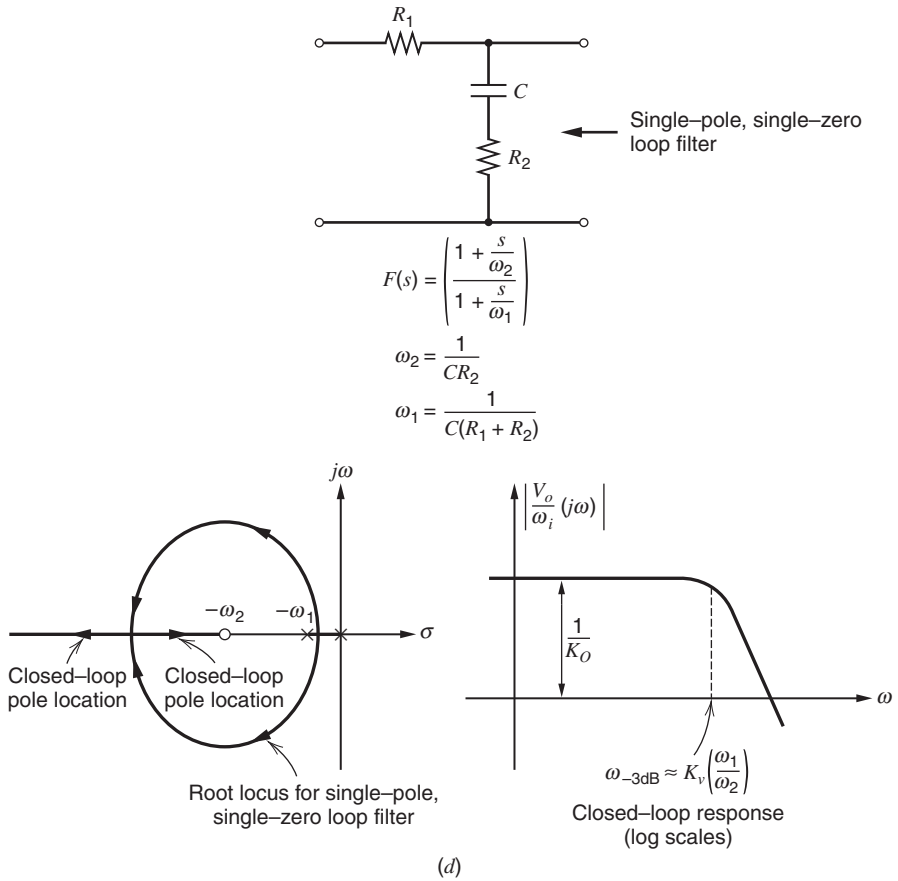 R₁
C
R₂
Single–pole, single–zero
loop filter
F(s) = ( (1 + s/ω₂) / (1 + s/ω₁) )
ω₂ = 1/(CR₂)
ω₁ = 1/(C(R₁ + R₂))
jω
−ω₂
−ω₁
σ
Closed–loop
pole location
Closed–loop
pole location
Root locus for single–pole,
single–zero loop filter
|Vₒ/ωᵢ (jω)|
1/K_O
ω
ω₋₃dB ≈ Kᵥ(ω₁/ω₂)
Closed–loop response
(log scales)
(d)